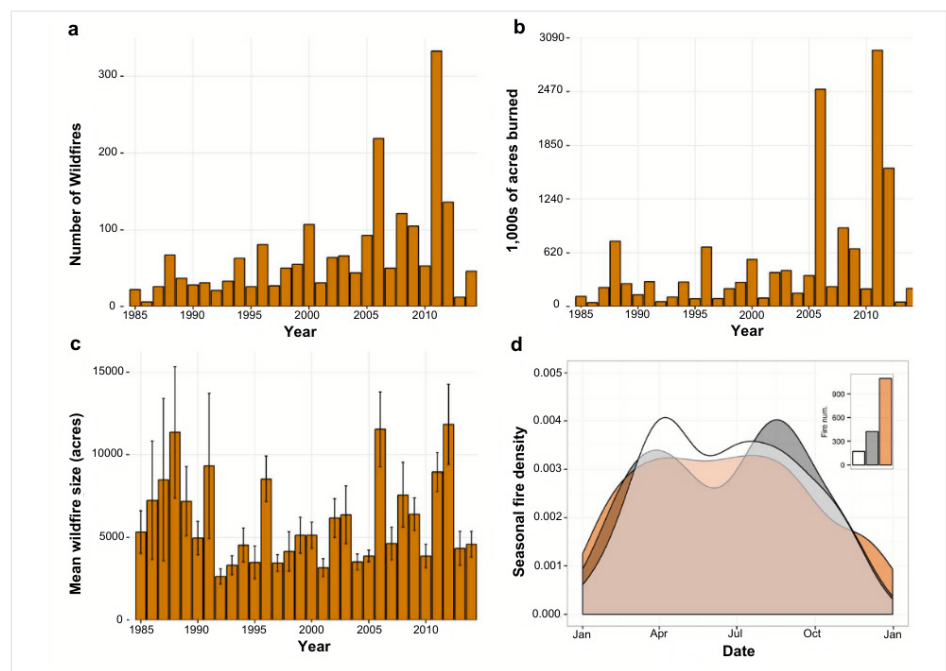 a
300
200
100
0
1985 1990 1995 2000 2005 2010
Year
Number of Wildfires
b
3090
2470
1850
1240
620
0
1985 1990 1995 2000 2005 2010
Year
1,000s of acres burned
c
15000
10000
5000
0
1985 1990 1995 2000 2005 2010
Year
Mean wildfire size (acres)
d
0.005
0.004
0.003
0.002
0.001
0.000
Jan Apr Jul Oct Jan
Date
Seasonal fire density
900
600
300
0
Fire num.